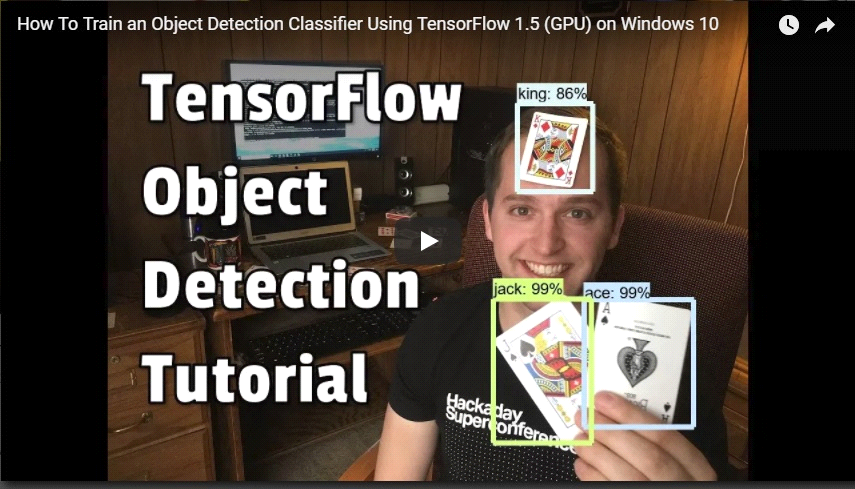 How To Train an Object Detection Classifier Using TensorFlow 1.5 (GPU) on Windows 10
TensorFlow
Object
Detection
Tutorial
king: 86%
K
K
jack: 99%
ace: 99%
J
A
A
Hackaday
Superconference